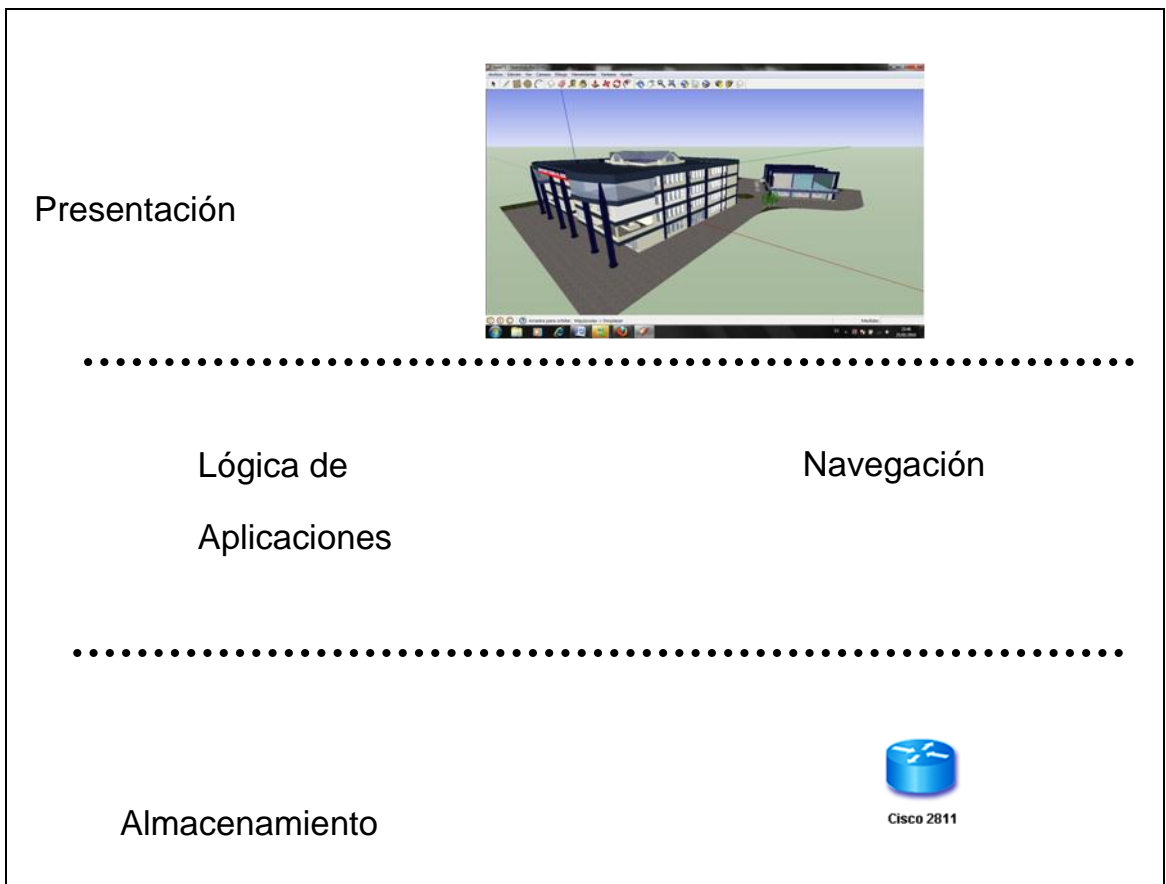 Presentación
Lógica de
Aplicaciones
Navegación
Almacenamiento
Cisco 2811